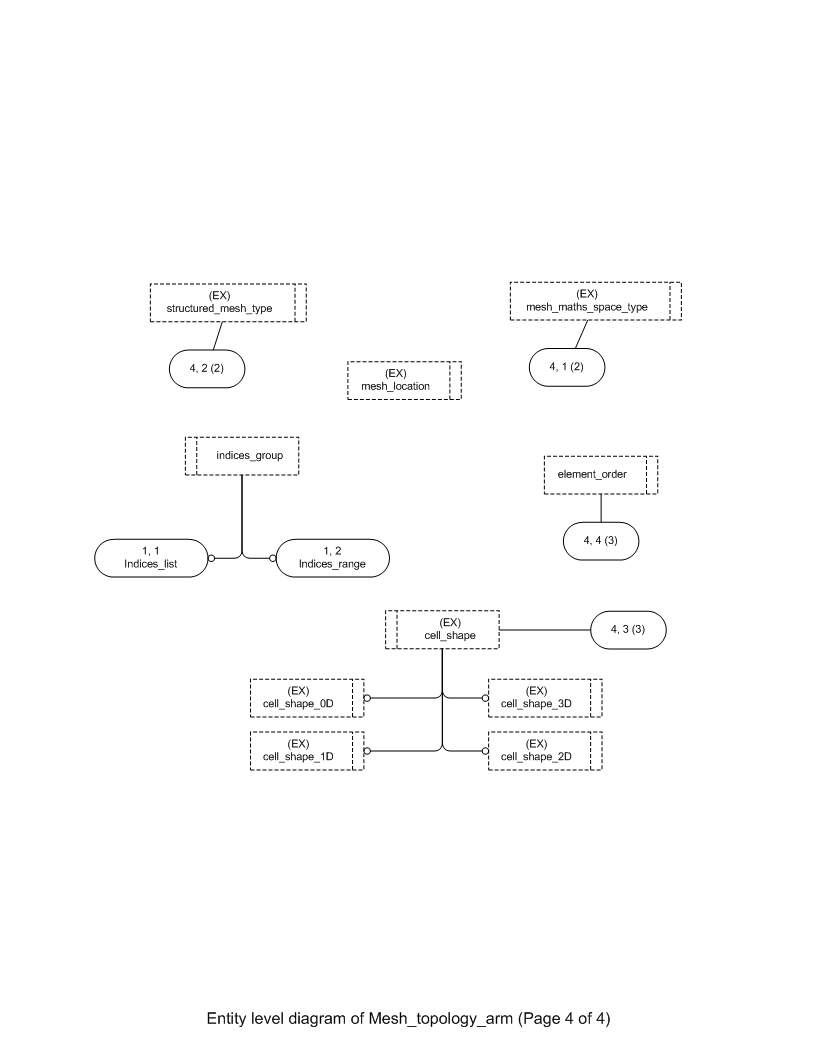 (EX)
structured_mesh_type
(EX)
mesh_maths_space_type
4, 2 (2)
4, 1 (2)
(EX)
mesh_location
indices_group
element_order
4, 4 (3)
1, 1
Indices_list
1, 2
Indices_range
(EX)
cell_shape
4, 3 (3)
(EX)
cell_shape_0D
(EX)
cell_shape_3D
(EX)
cell_shape_1D
(EX)
cell_shape_2D
Entity level diagram of Mesh_topology_arm (Page 4 of 4)